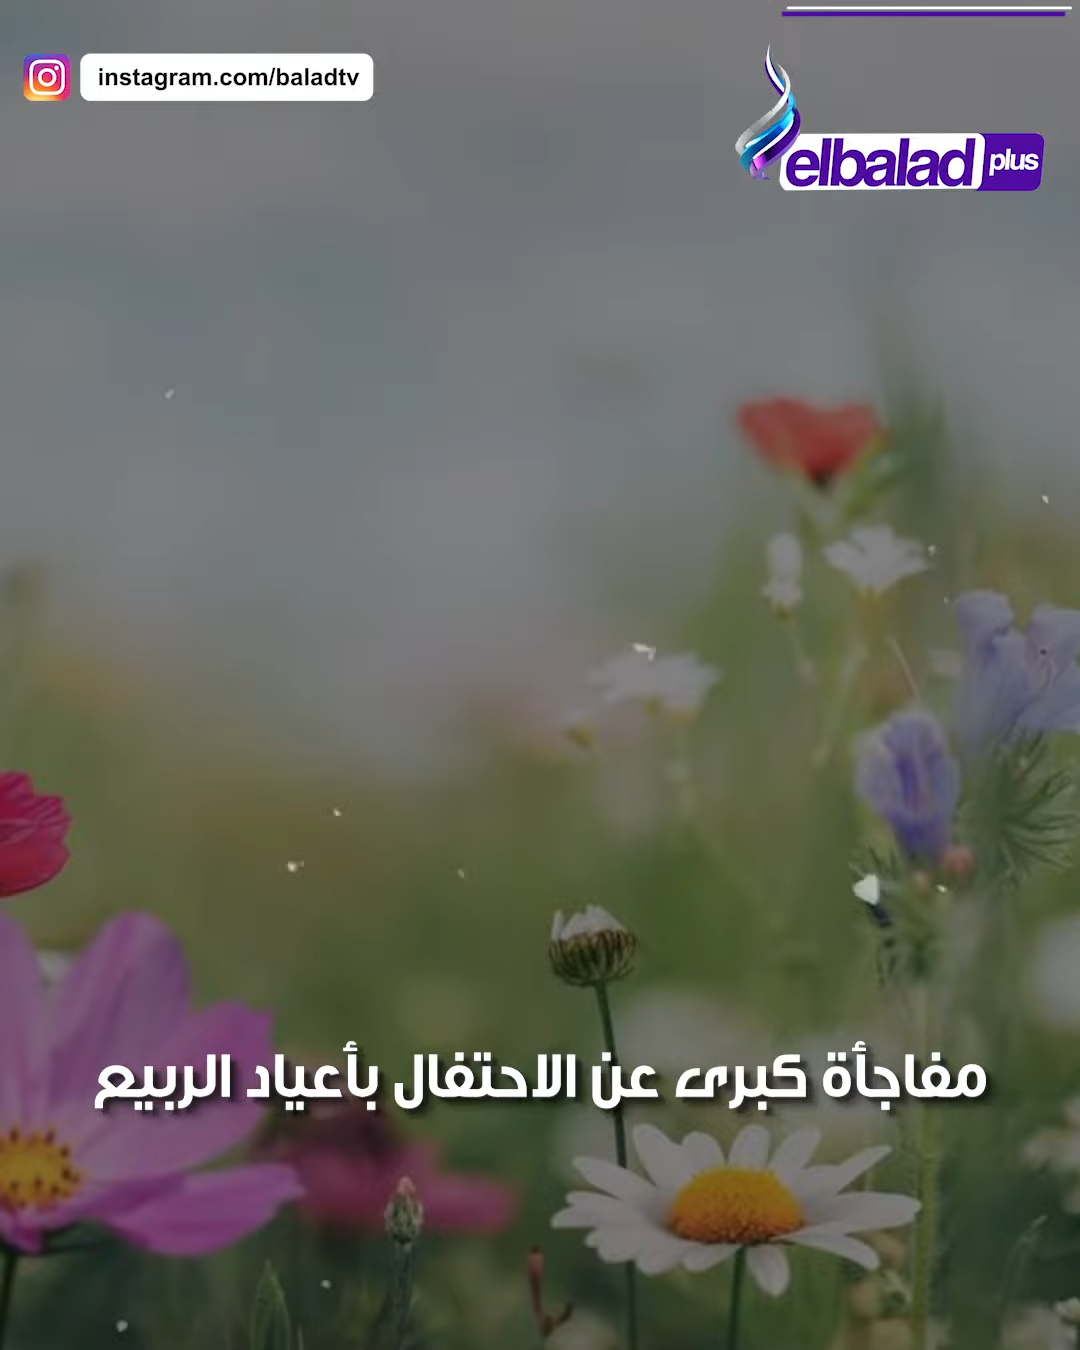 instagram.com/baladtv
elbalad plus
مفاجأة كبرى عن الاحتفال بأعياد الربيع